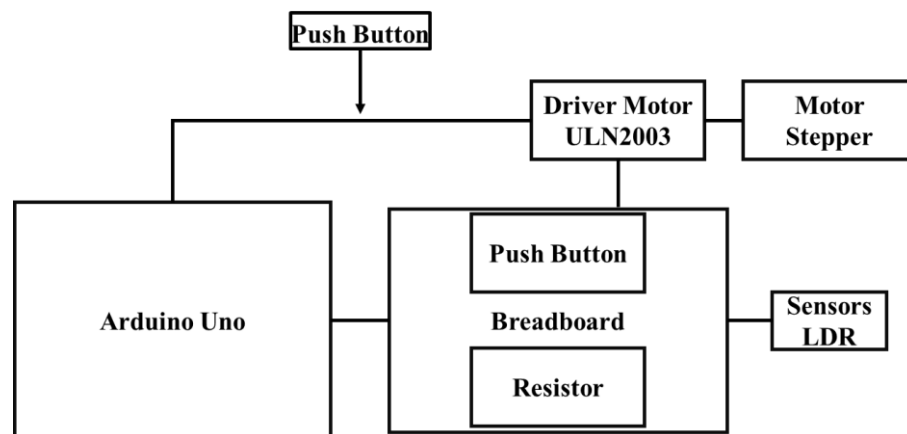 Push Button
Driver Motor
ULN2003
Motor
Stepper
Push Button
Arduino Uno
Breadboard
Sensors
LDR
Resistor